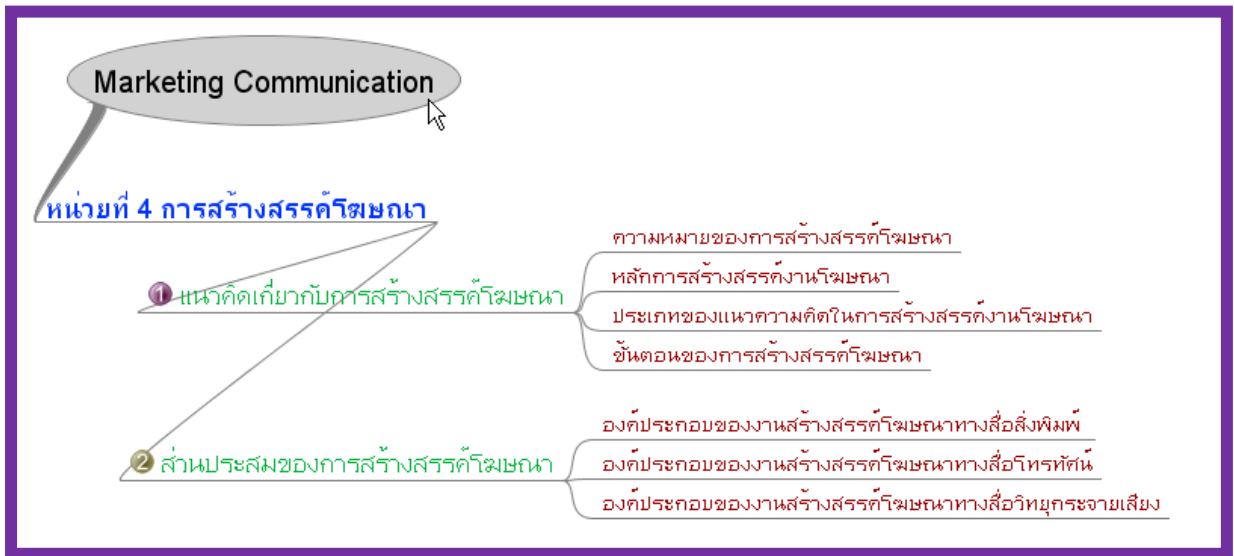 Marketing Communication
หน่วยที่ 4 การสร้างสรรค์โฆษณา
1 แนวคิดเกี่ยวกับการสร้างสรรค์โฆษณา
ความหมายของการสร้างสรรค์โฆษณา
หลักการสร้างสรรค์งานโฆษณา
ประเภทของแนวความคิดในการสร้างสรรค์งานโฆษณา
ขั้นตอนของการสร้างสรรค์โฆษณา
2 ส่วนประสมของการสร้างสรรค์โฆษณา
องค์ประกอบของงานสร้างสรรค์โฆษณาทางสื่อสิ่งพิมพ์
องค์ประกอบของงานสร้างสรรค์โฆษณาทางสื่อโทรทัศน์
องค์ประกอบของงานสร้างสรรค์โฆษณาทางสื่อวิทยุกระจายเสียง